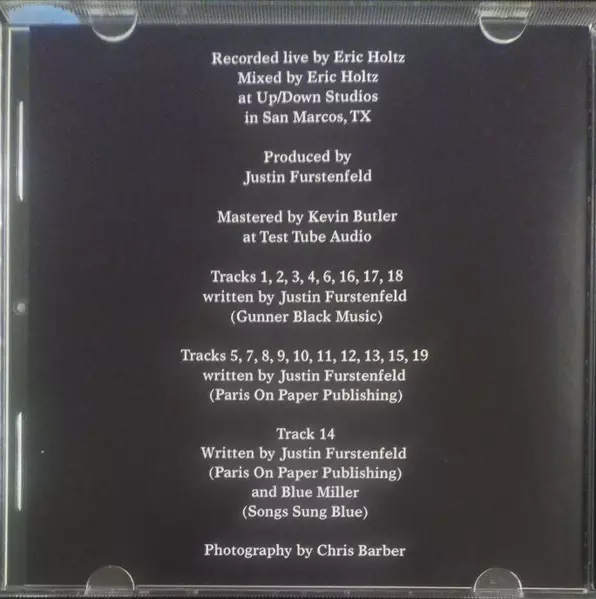 Recorded live by Eric Holtz
Mixed by Eric Holtz
at Up/Down Studios
in San Marcos, TX
Produced by
Justin Furstenfeld
Mastered by Kevin Butler
at Test Tube Audio
Tracks 1, 2, 3, 4, 6, 16, 17, 18
written by Justin Furstenfeld
(Gunner Black Music)
Tracks 5, 7, 8, 9, 10, 11, 12, 13, 15, 19
written by Justin Furstenfeld
(Paris On Paper Publishing)
Track 14
Written by Justin Furstenfeld
(Paris On Paper Publishing)
and Blue Miller
(Songs Sung Blue)
Photography by Chris Barber